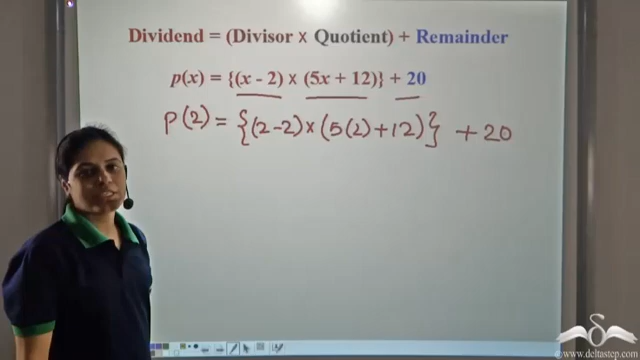 Dividend = (Divisor x Quotient) + Remainder
p(x) = {(x - 2) x (5x + 12)} + 20
P(2) = {(2-2)×(5(2)+12)} + 20
©www.deltastep.com